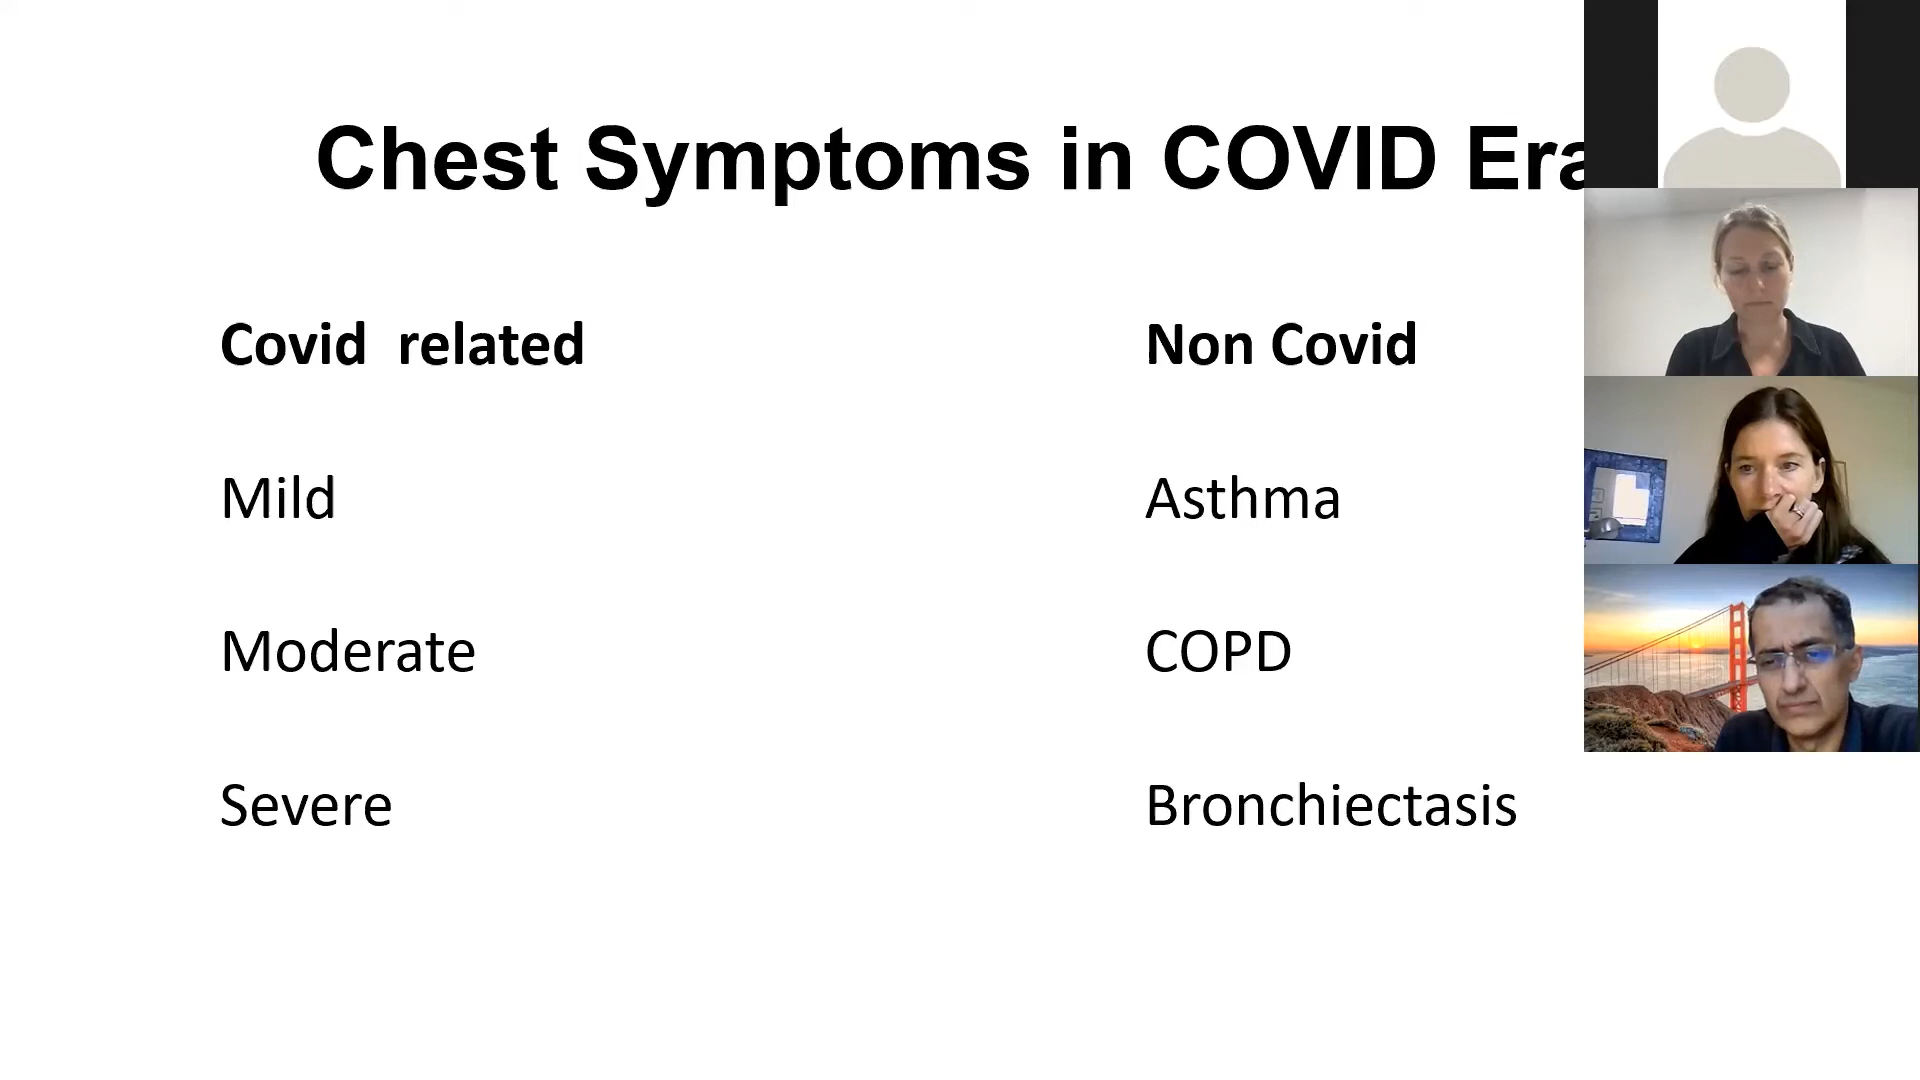 Chest Symptoms in COVID Era
Covid related
Non Covid
Mild
Asthma
Moderate
COPD
Severe
Bronchiectasis